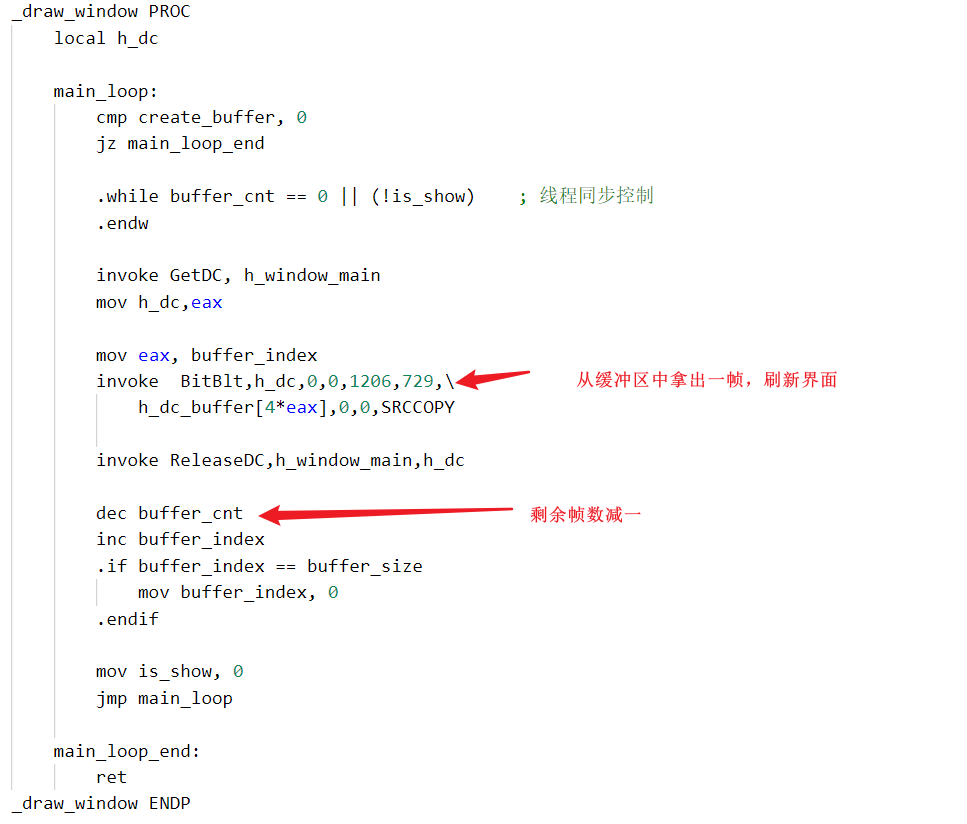 _draw_window PROC
local h_dc
main_loop:
cmp create_buffer, 0
jz main_loop_end
.while buffer_cnt == 0 || (!is_show)    ; 线程同步控制
.endw
invoke GetDC, h_window_main
mov h_dc,eax
mov eax, buffer_index
invoke  BitBlt,h_dc,0,0,1206,729,\ 从缓冲区中拿出一帧，刷新界面
h_dc_buffer[4*eax],0,0,SRCCOPY
invoke ReleaseDC,h_window_main,h_dc
dec buffer_cnt 剩余帧数减一
inc buffer_index
.if buffer_index == buffer_size
mov buffer_index, 0
.endif
mov is_show, 0
jmp main_loop
main_loop_end:
ret
_draw_window ENDP